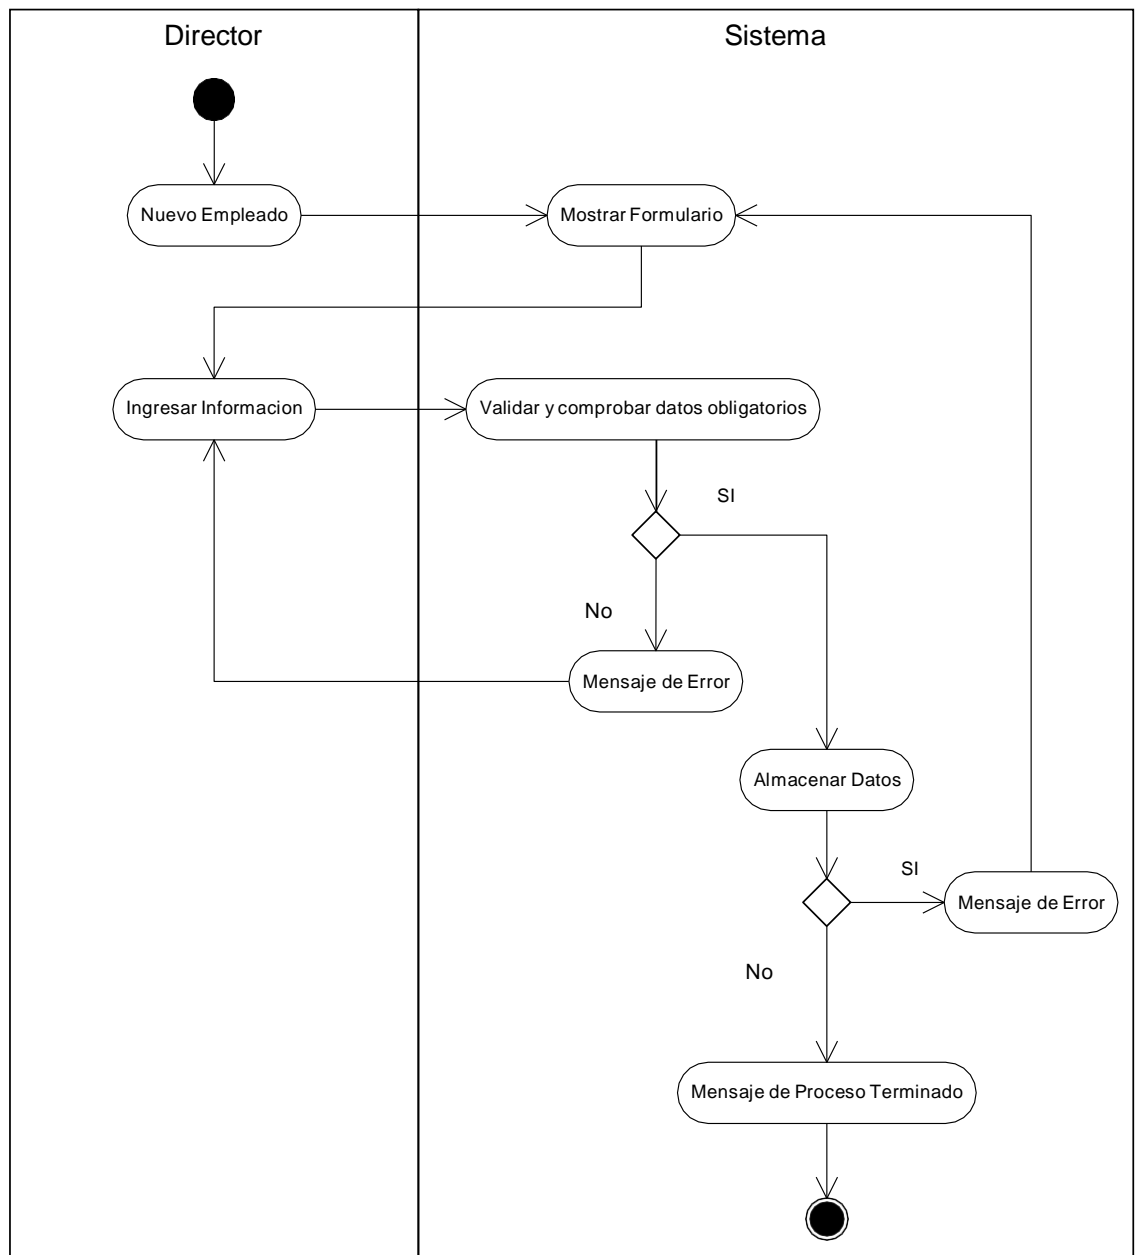 Director
Sistema
Nuevo Empleado
Mostrar Formulario
Ingresar Informacion
Validar y comprobar datos obligatorios
SI
No
Mensaje de Error
Almacenar Datos
SI
Mensaje de Error
No
Mensaje de Proceso Terminado